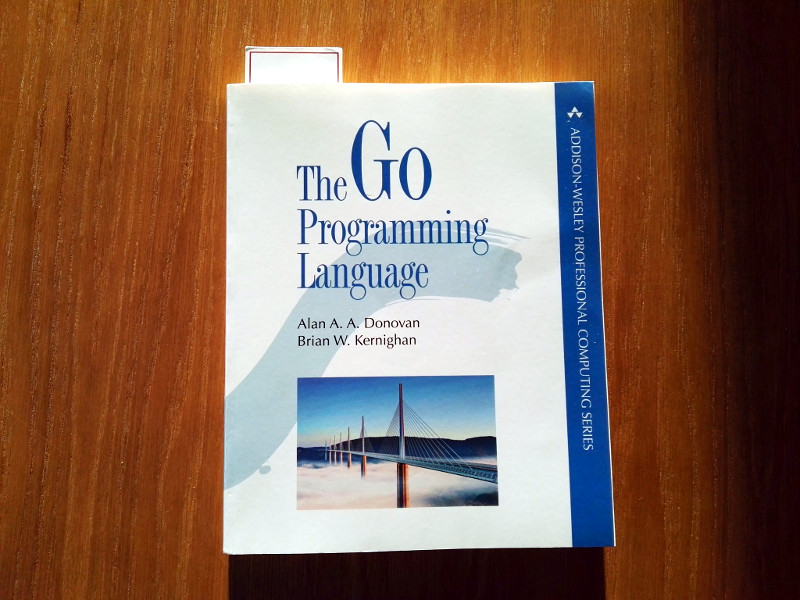 The Go
Programming
Language
Alan A. A. Donovan
Brian W. Kernighan
ADDISON-WESLEY PROFESSIONAL COMPUTING SERIES